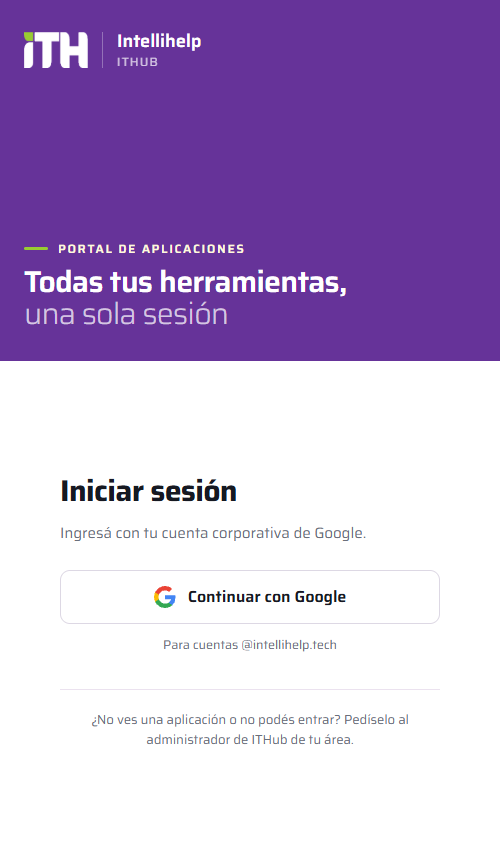 iTH
Intellihelp
ITHUB
PORTAL DE APLICACIONES
Todas tus herramientas,
una sola sesión
Iniciar sesión
Ingresá con tu cuenta corporativa de Google.
Continuar con Google
Para cuentas @intellihelp.tech
¿No ves una aplicación o no podés entrar? Pedíselo al
administrador de ITHub de tu área.